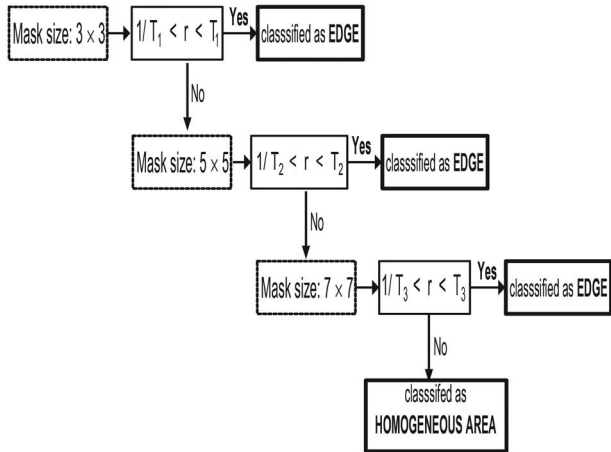 Mask size: 3 × 3
1/ T₁ < r < T₁
Yes
classsified as EDGE
No
Mask size: 5 × 5
1/ T₂ < r < T₂
Yes
classsified as EDGE
No
Mask size: 7 × 7
1/ T₃ < r < T₃
Yes
classsified as EDGE
No
classsifed as
HOMOGENEOUS AREA